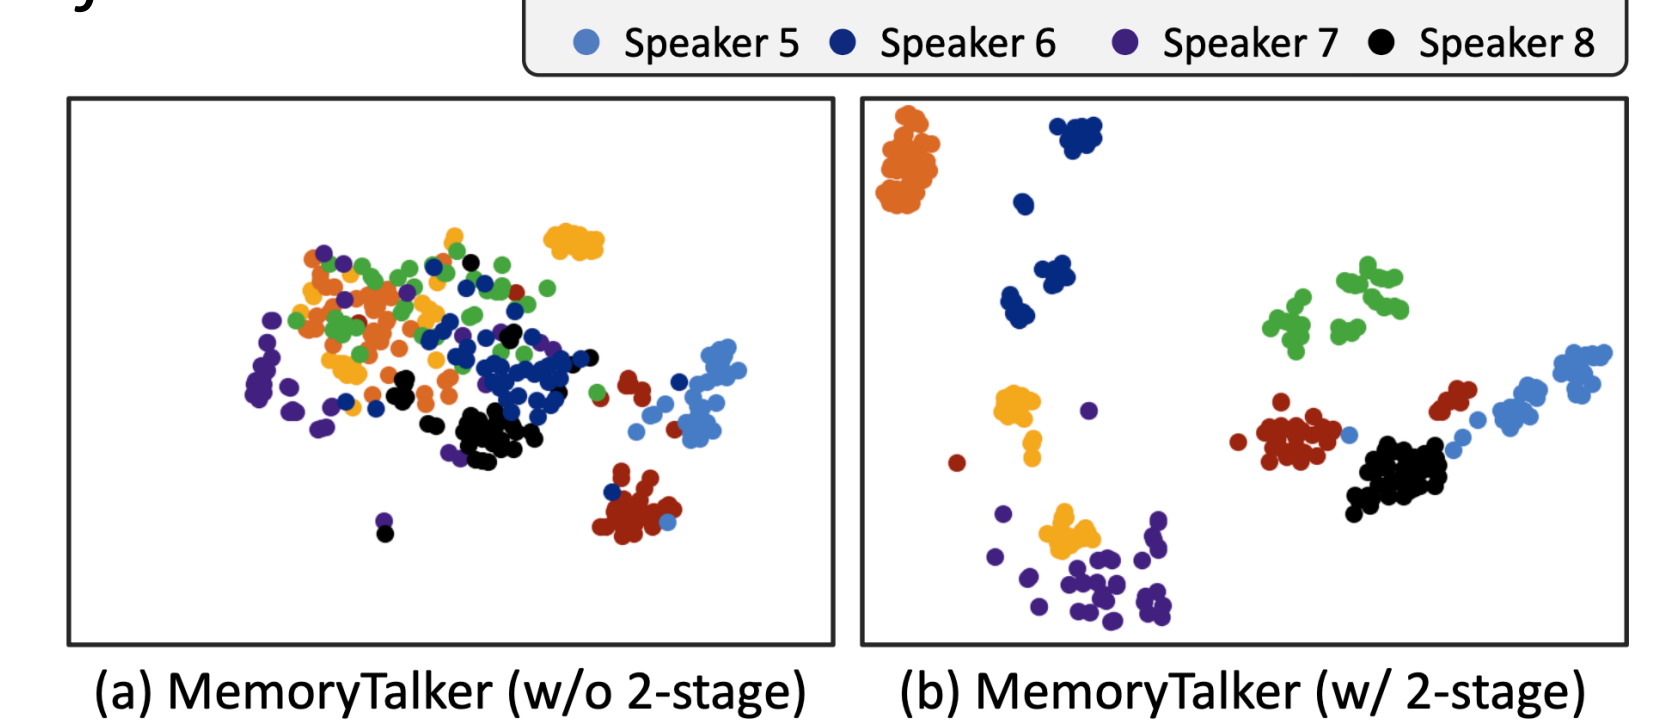 Speaker 5 Speaker 6 Speaker 7 Speaker 8
(a) MemoryTalker (w/o 2-stage) (b) MemoryTalker (w/ 2-stage)